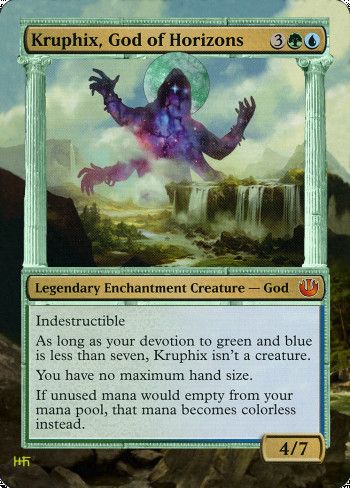 Kruphix, God of Horizons 3
Legendary Enchantment Creature — God
Indestructible
As long as your devotion to green and blue
is less than seven, Kruphix isn't a creature.
You have no maximum hand size.
If unused mana would empty from your
mana pool, that mana becomes colorless
instead.
4/7